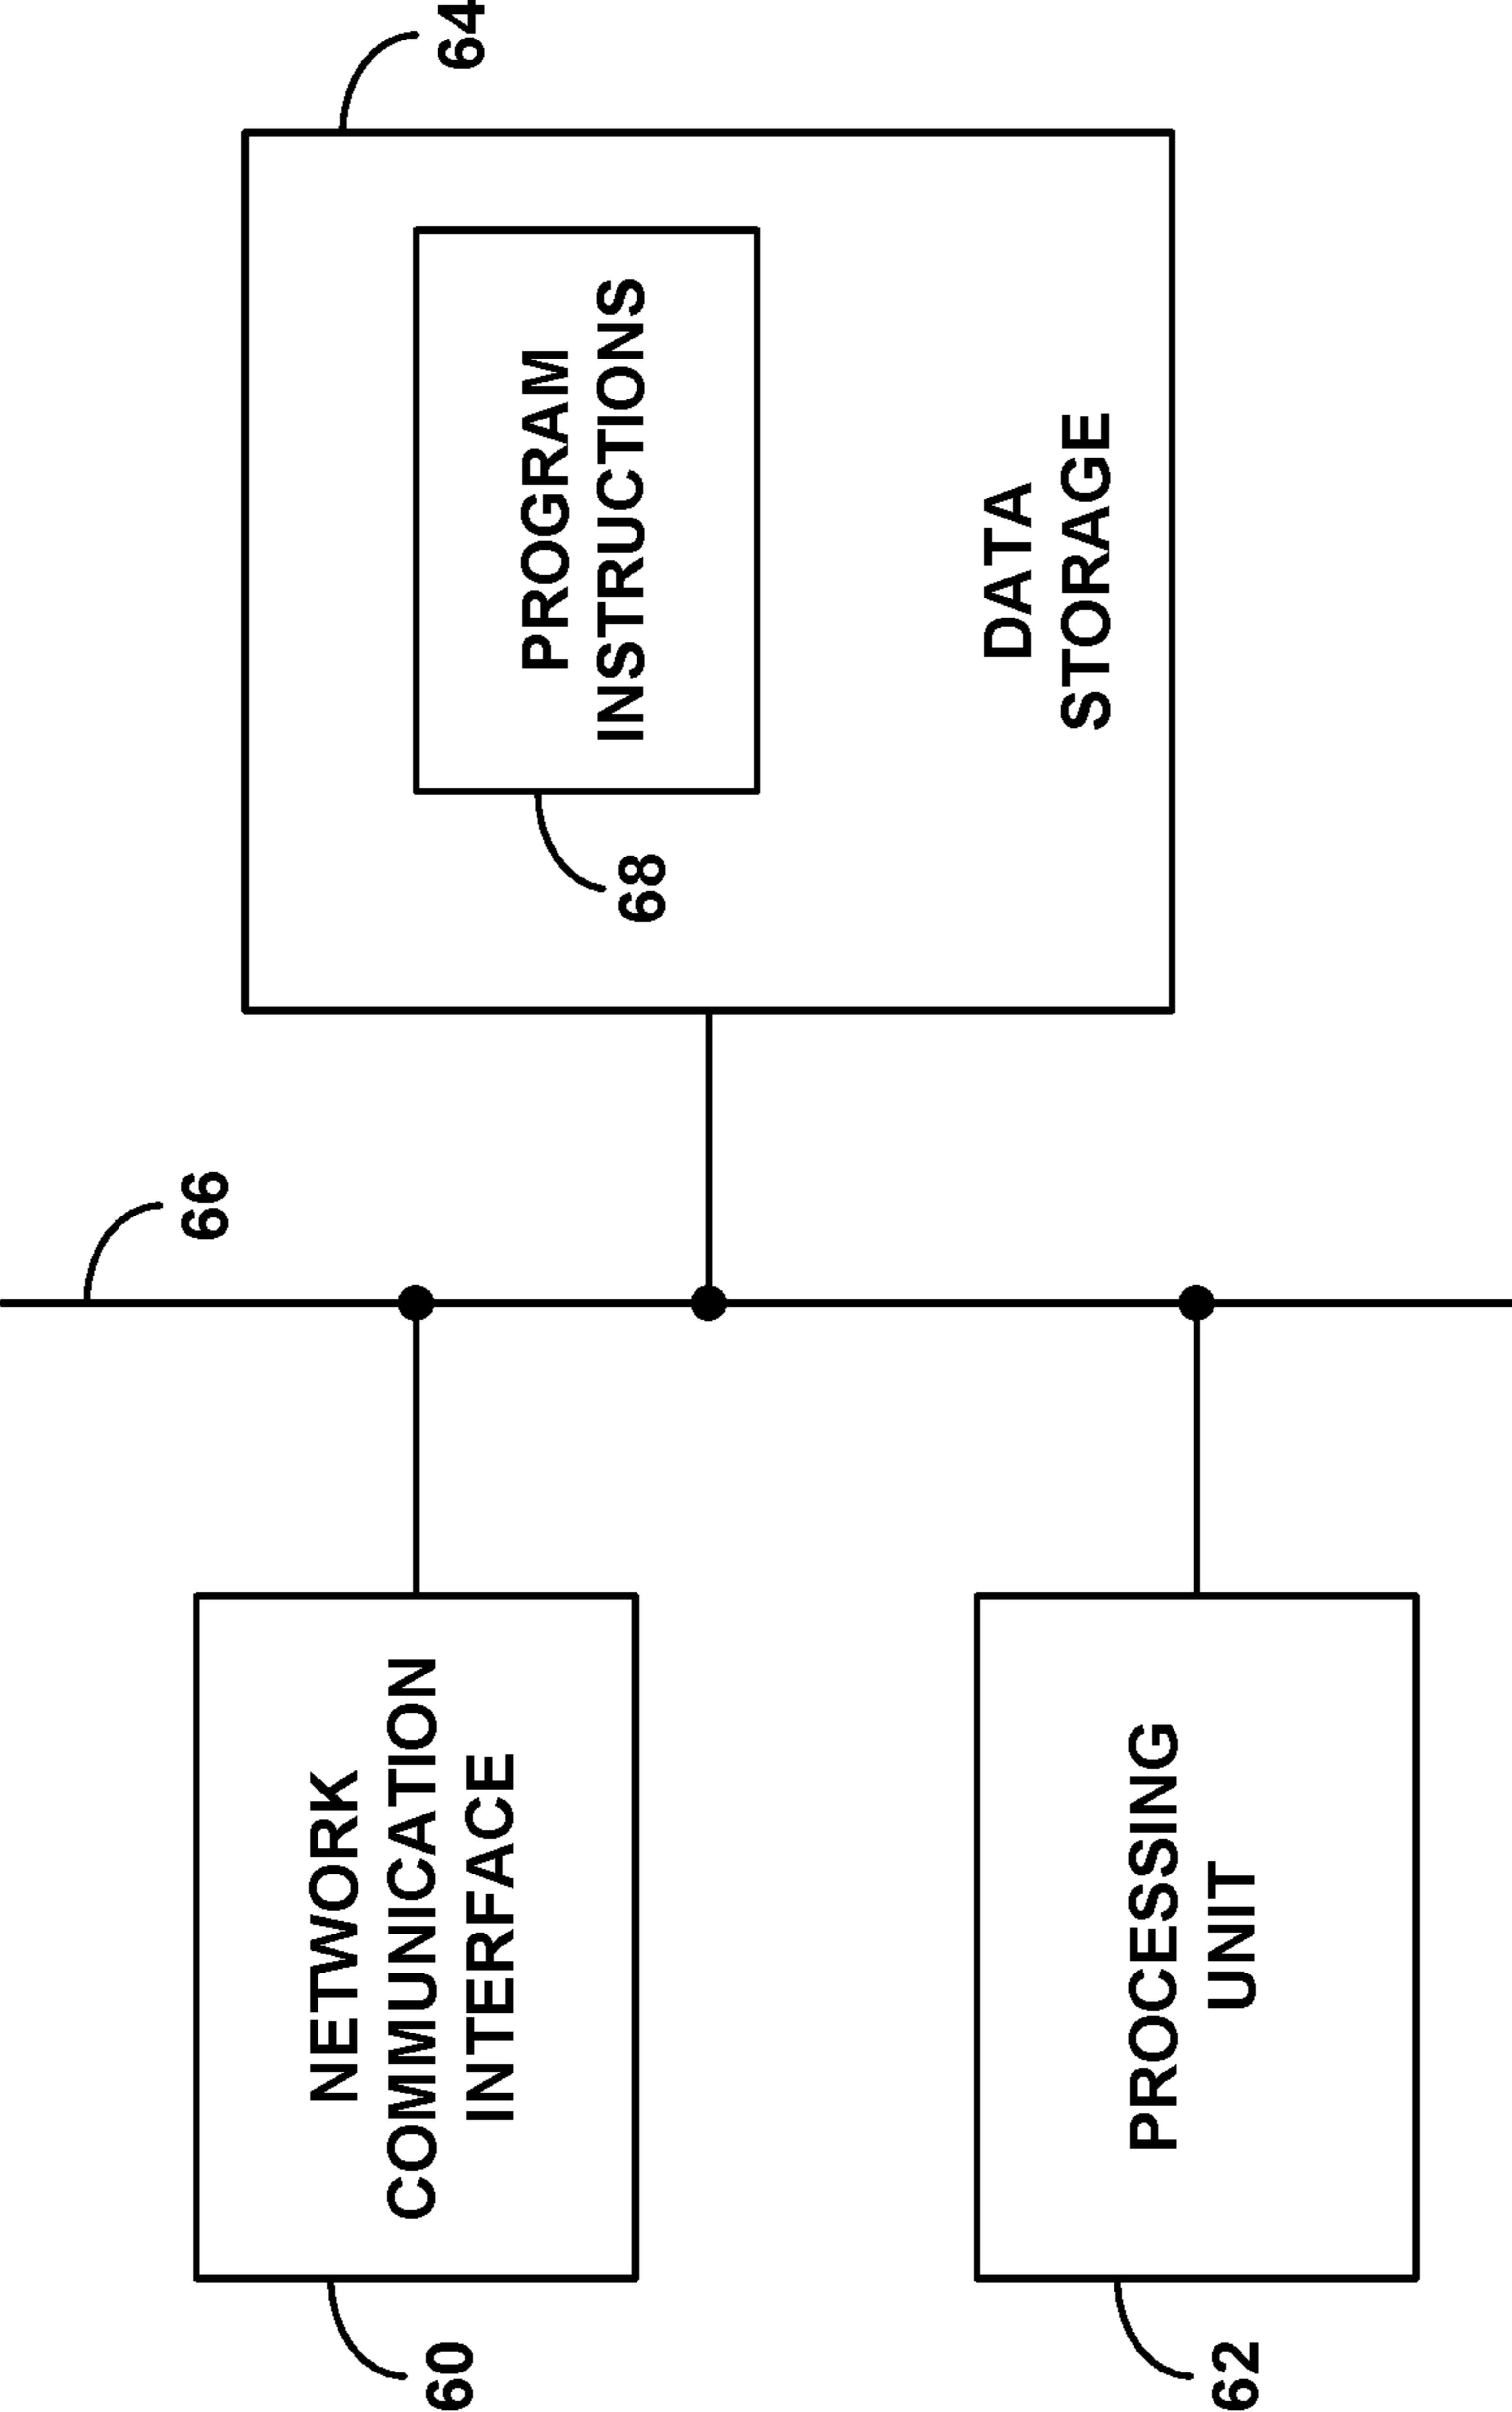 66
64
NETWORK
COMMUNICATION
INTERFACE
60
PROGRAM
INSTRUCTIONS
68
DATA
STORAGE
PROCESSING
UNIT
62